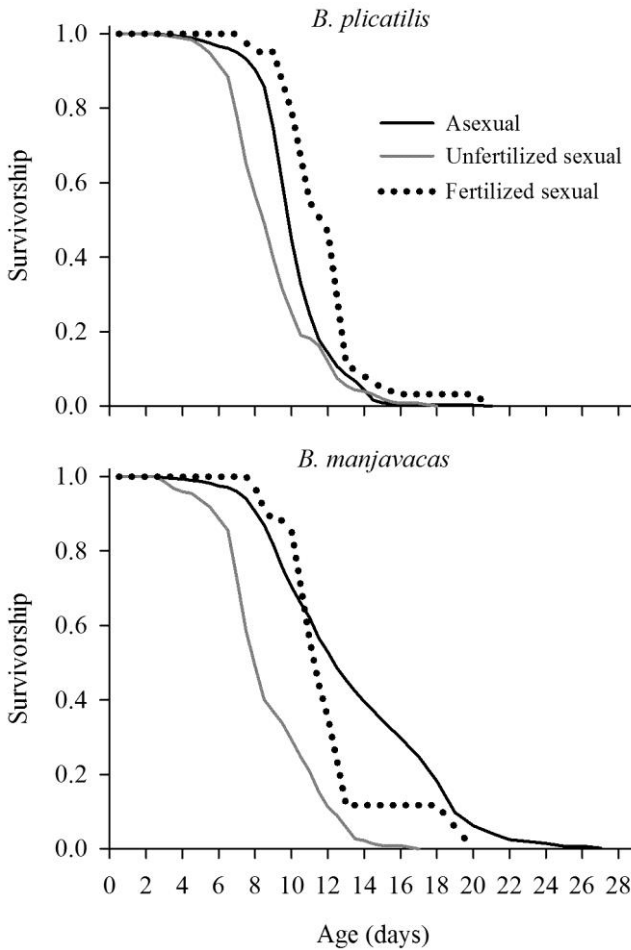 B. plicatilis
1.0
0.8
0.6
0.4
0.2
0.0
Survivorship
Asexual
Unfertilized sexual
Fertilized sexual
B. manjavacas
1.0
0.8
0.6
0.4
0.2
0.0
Survivorship
0 2 4 6 8 10 12 14 16 18 20 22 24 26 28
Age (days)